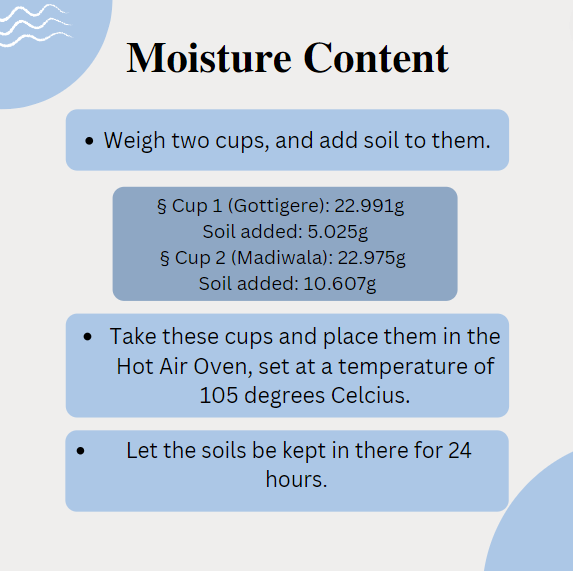 Moisture Content
• Weigh two cups, and add soil to them.
§ Cup 1 (Gottigere): 22.991g
Soil added: 5.025g
§ Cup 2 (Madiwala): 22.975g
Soil added: 10.607g
• Take these cups and place them in the
Hot Air Oven, set at a temperature of
105 degrees Celcius.
• Let the soils be kept in there for 24
hours.